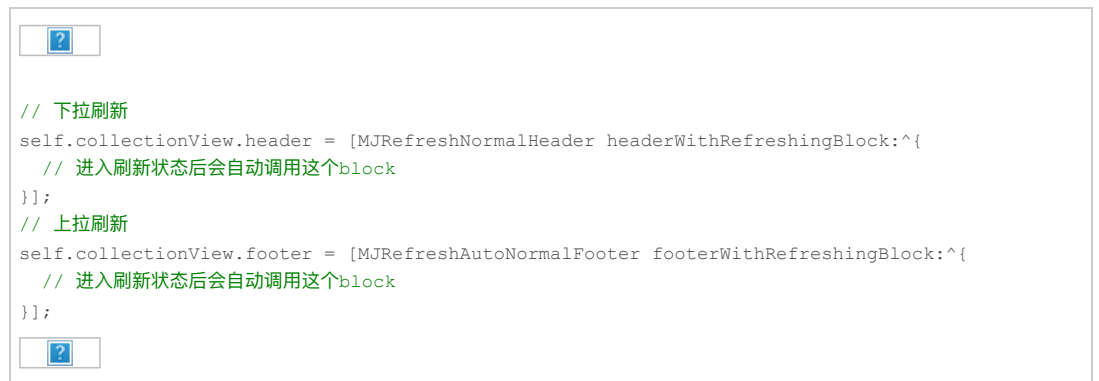 ?
// 下拉刷新
self.collectionView.header = [MJRefreshNormalHeader headerWithRefreshingBlock:^{
  // 进入刷新状态后会自动调用这个block
}];
// 上拉刷新
self.collectionView.footer = [MJRefreshAutoNormalFooter footerWithRefreshingBlock:^{
  // 进入刷新状态后会自动调用这个block
}];
?